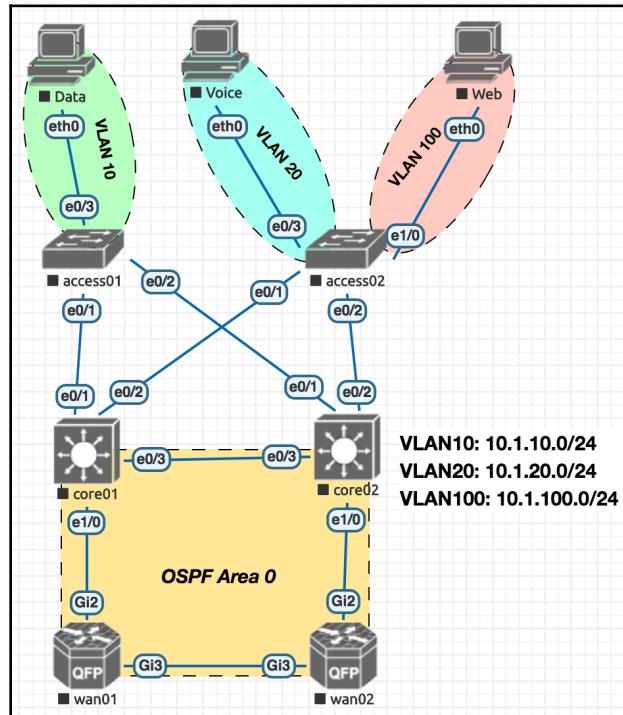 Data
Voice
Web
eth0
eth0
eth0
VLAN 10
VLAN 20
VLAN 100
e0/3
e0/3
e1/0
access01
access02
e0/2
e0/1
e0/1
e0/2
e0/1
e0/2
e0/1
e0/2
e0/3
e0/3
core01
core02
VLAN10: 10.1.10.0/24
VLAN20: 10.1.20.0/24
VLAN100: 10.1.100.0/24
e1/0
e1/0
OSPF Area 0
Gi2
Gi2
QFP
Gi3
Gi3
QFP
wan01
wan02